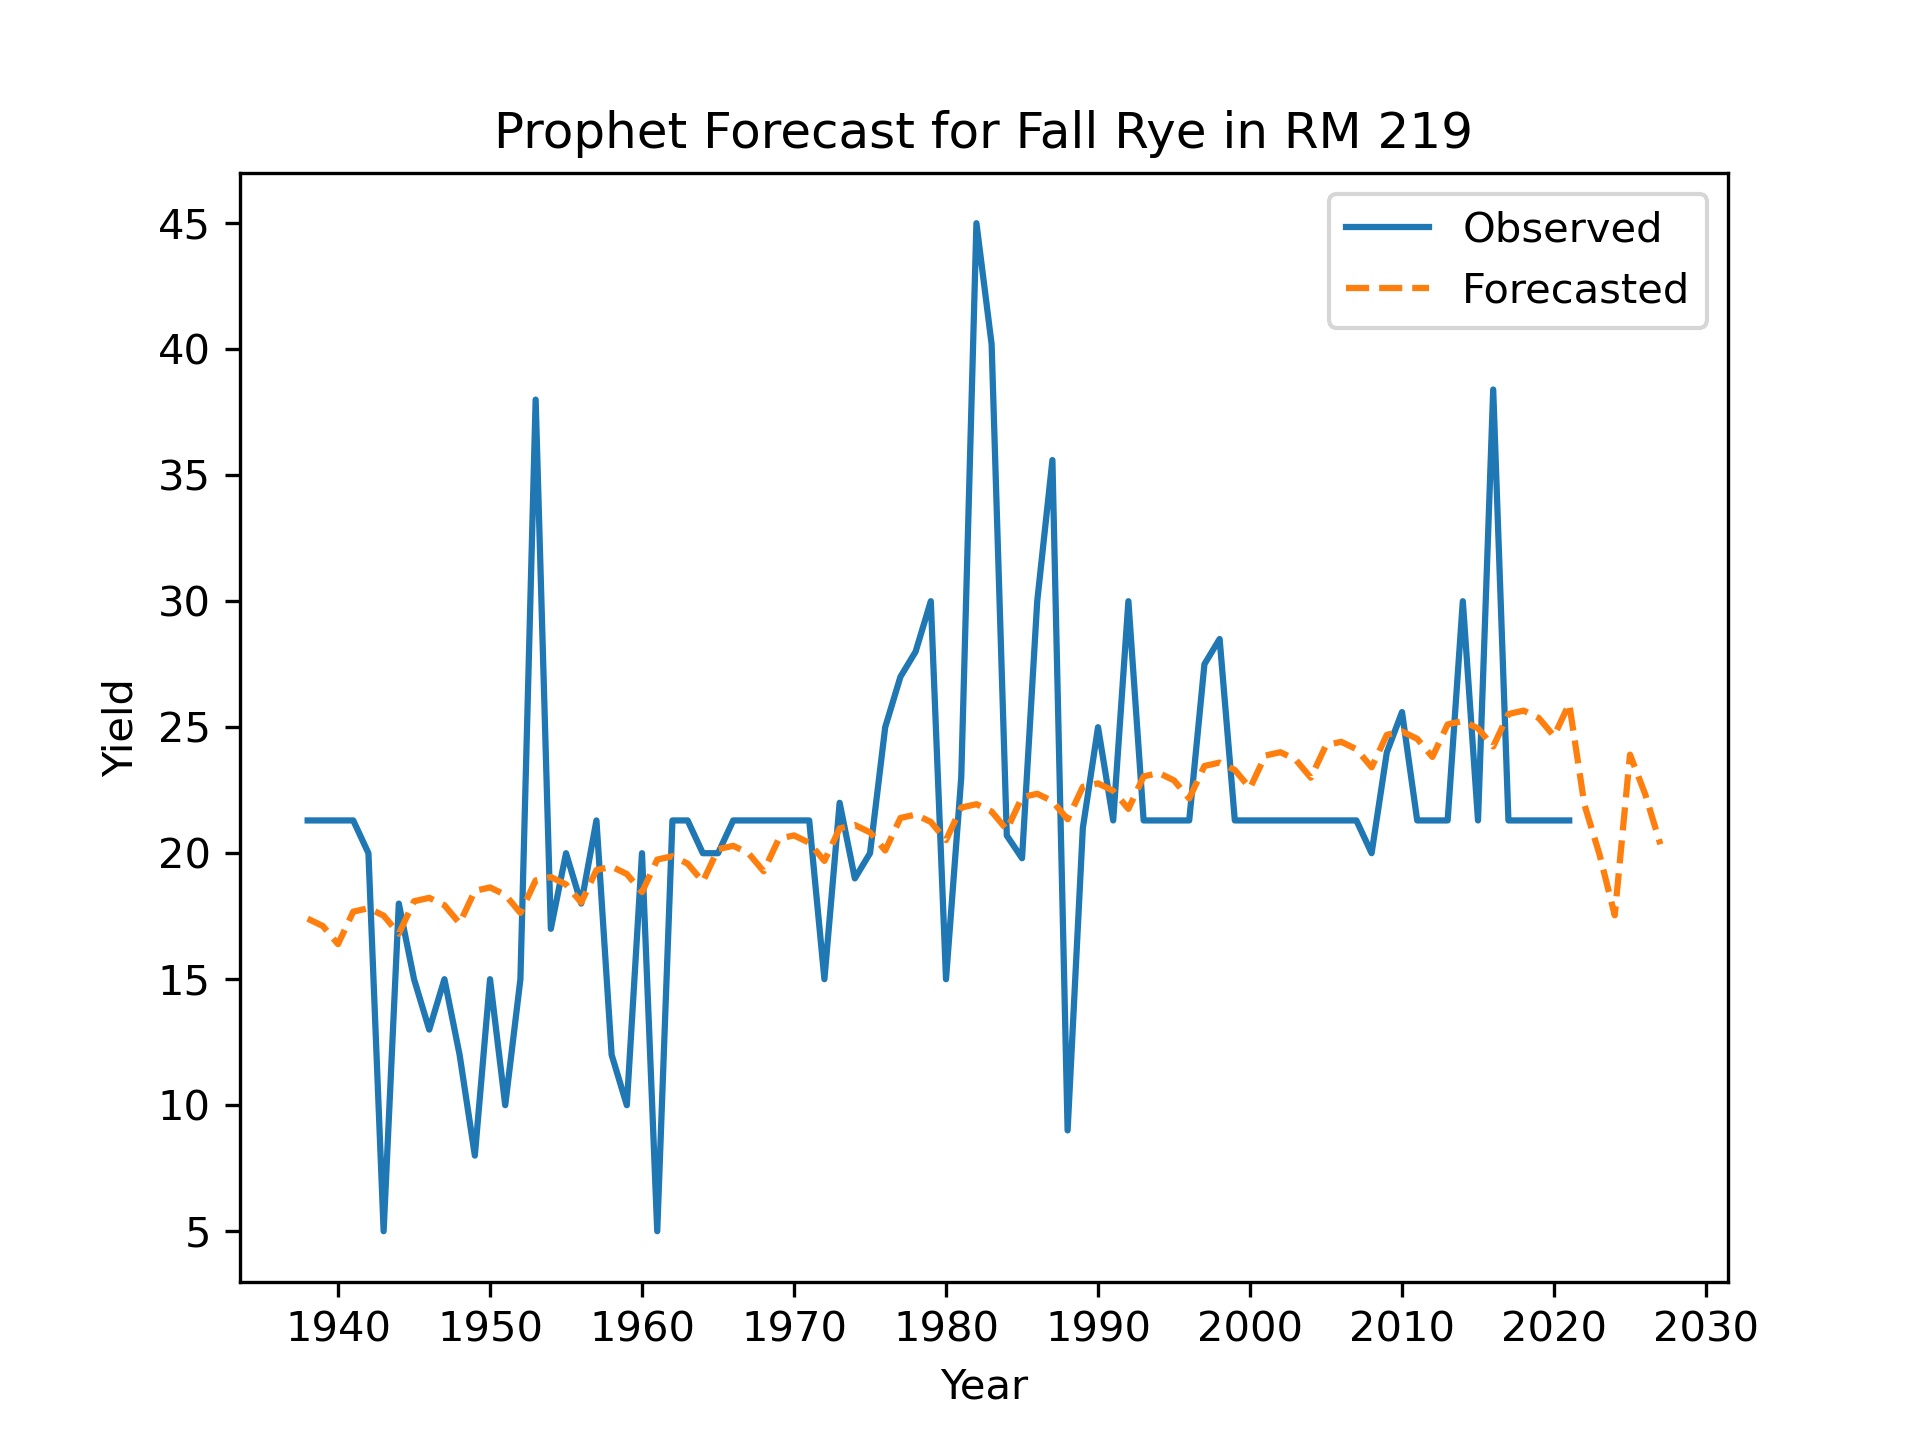 Prophet Forecast for Fall Rye in RM 219
Observed
Forecasted
45
40
35
30
25
20
15
10
5
Yield
1940 1950 1960 1970 1980 1990 2000 2010 2020 2030
Year